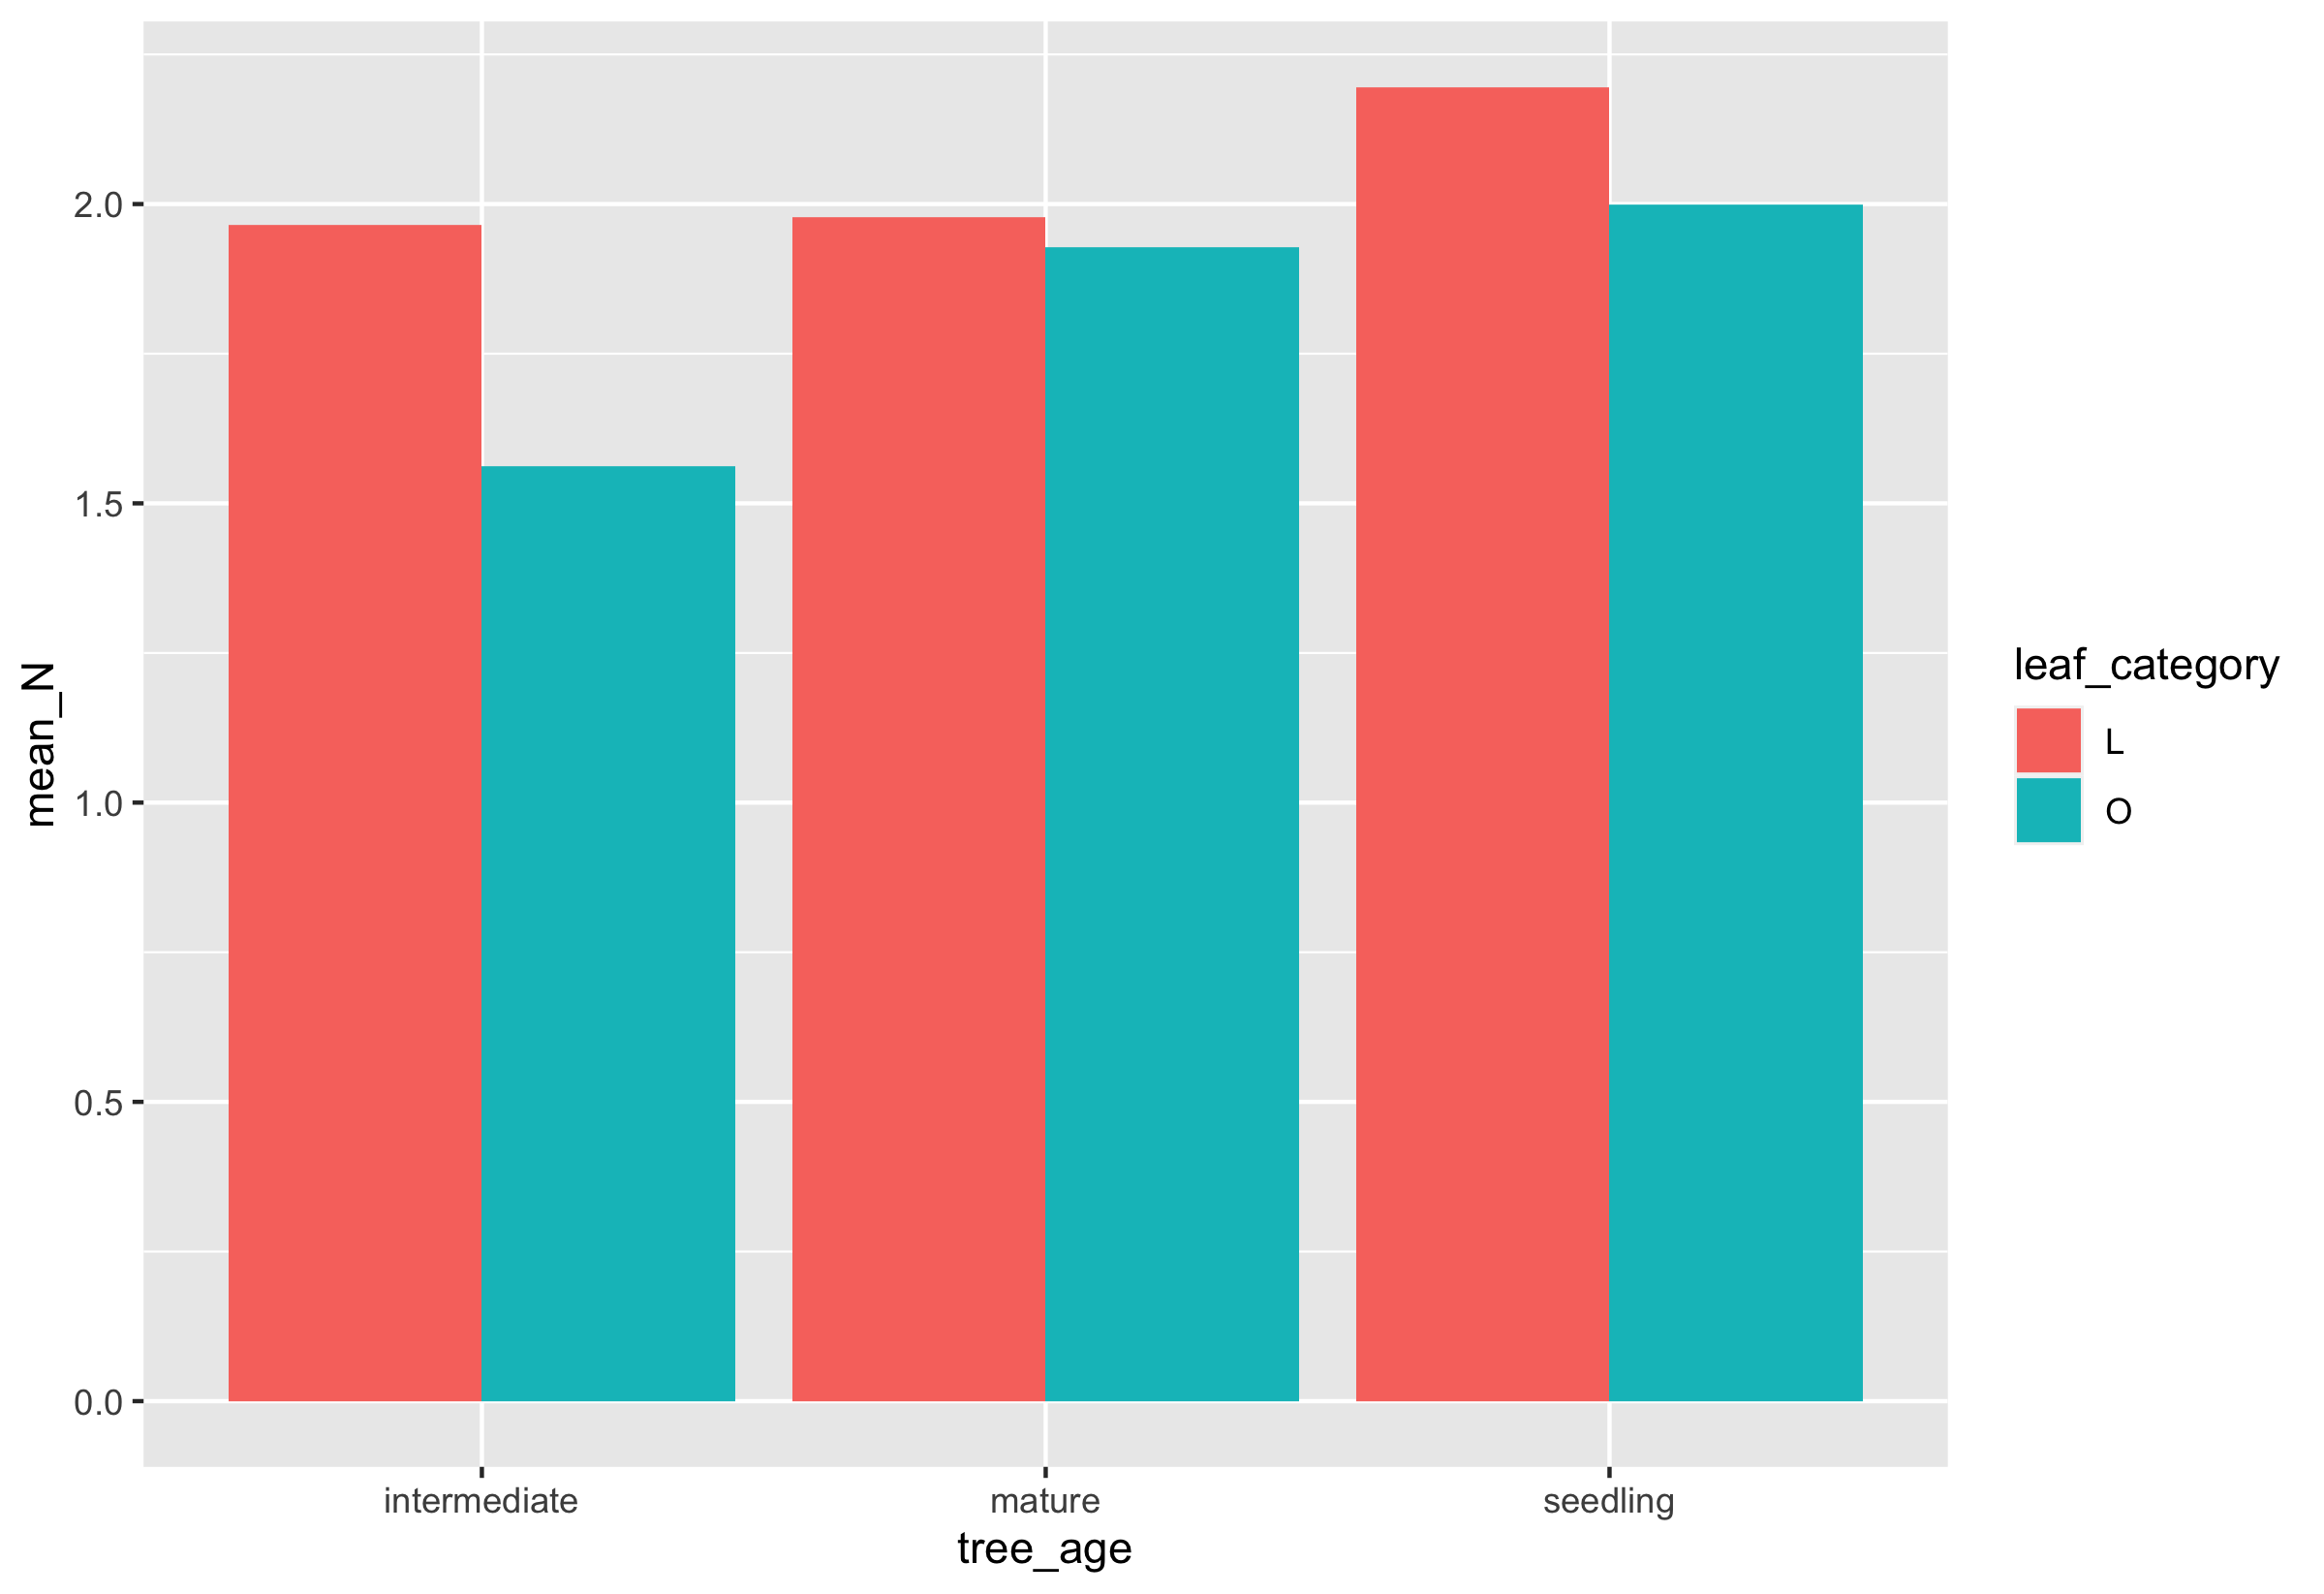 mean_N
2.0
1.5
1.0
0.5
0.0
intermediate mature seedling
tree_age
leaf_category
L
O